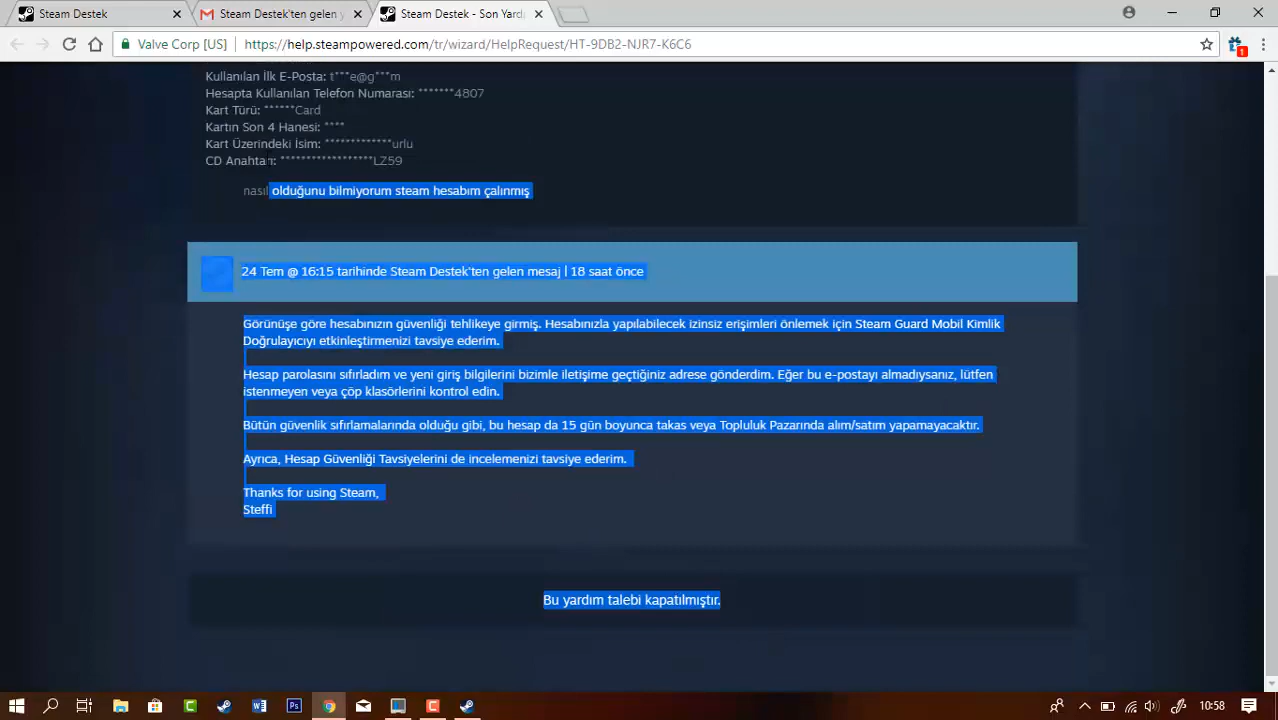 Steam Destek
Steam Destek'ten gelen y
Steam Destek - Son Yardı
Valve Corp [US]
https://help.steampowered.com/tr/wizard/HelpRequest/HT-9DB2-NJR7-K6C6
1
Kullanılan İlk E-Posta: t***e@g***m
Hesapta Kullanılan Telefon Numarası: *******4807
Kart Türü: ******Card
Kartın Son 4 Hanesi: ****
Kart Üzerindeki İsim: *************urlu
CD Anahtarı: ******************LZ59
nasıl olduğunu bilmiyorum steam hesabım çalınmış
24 Tem @ 16:15 tarihinde Steam Destek'ten gelen mesaj | 18 saat önce
Görünüşe göre hesabınızın güvenliği tehlikeye girmiş. Hesabınızla yapılabilecek izinsiz erişimleri önlemek için Steam Guard Mobil Kimlik
Doğrulayıcıyı etkinleştirmenizi tavsiye ederim.
Hesap parolasını sıfırladım ve yeni giriş bilgilerini bizimle iletişime geçtiğiniz adrese gönderdim. Eğer bu e-postayı almadıysanız, lütfen
istenmeyen veya çöp klasörlerini kontrol edin.
Bütün güvenlik sıfırlamalarında olduğu gibi, bu hesap da 15 gün boyunca takas veya Topluluk Pazarında alım/satım yapamayacaktır.
Ayrıca, Hesap Güvenliği Tavsiyelerini de incelemenizi tavsiye ederim.
Thanks for using Steam,
Steffi
Bu yardım talebi kapatılmıştır.
10:58